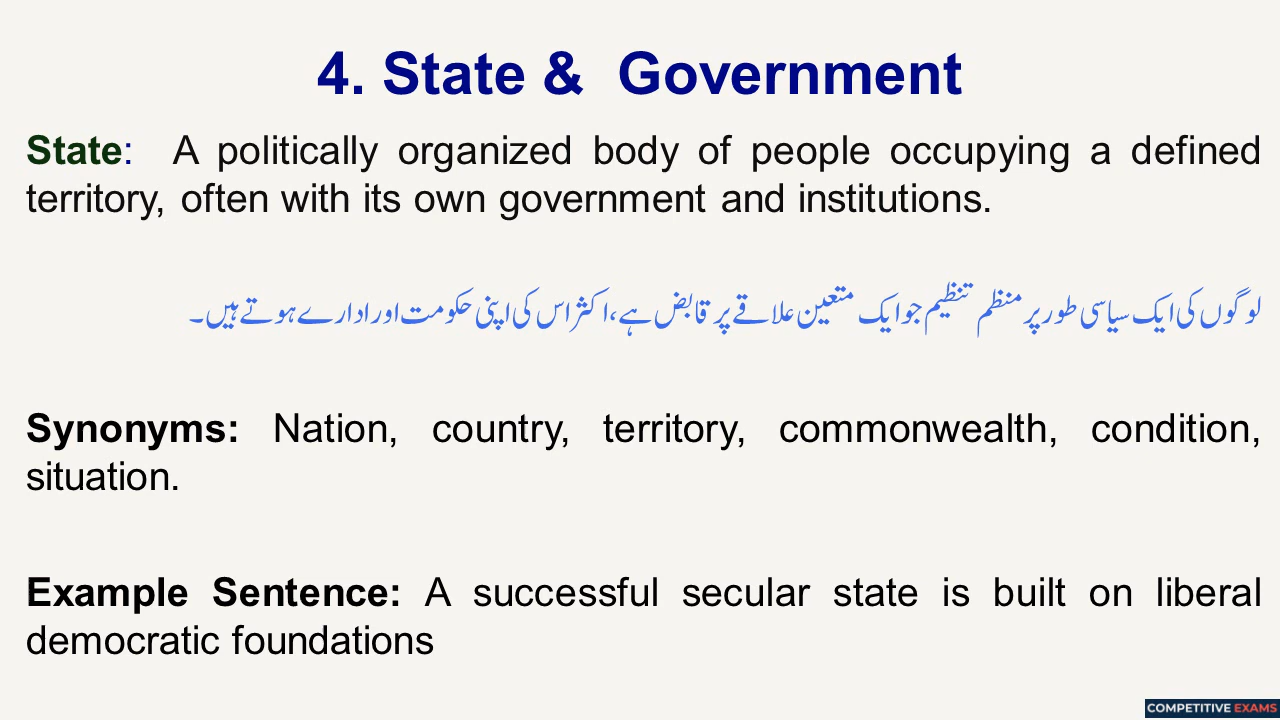 4. State & Government
State: A politically organized body of people occupying a defined
territory, often with its own government and institutions.
لوگوں کی ایک سیاسی طور پر منظم تنظیم جو ایک متعین علاقے پر قابض ہے، اکثر اس کی اپنی حکومت اور ادارے ہوتے ہیں۔
Synonyms: Nation, country, territory, commonwealth, condition,
situation.
Example Sentence: A successful secular state is built on liberal
democratic foundations
COMPETITIVE EXAMS